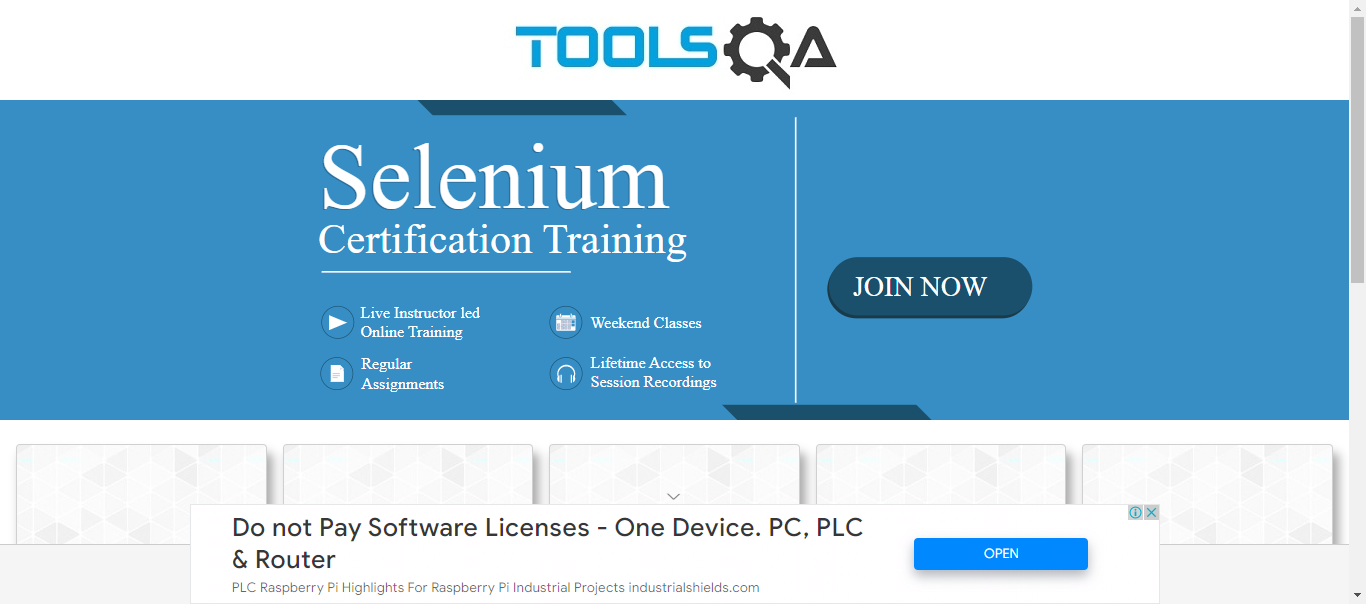 TOOLSQA
Selenium
Certification Training
Live Instructor led
Online Training
Weekend Classes
Regular
Assignments
Lifetime Access to
Session Recordings
JOIN NOW
Do not Pay Software Licenses - One Device. PC, PLC
& Router
PLC Raspberry Pi Highlights For Raspberry Pi Industrial Projects industrialshields.com
OPEN